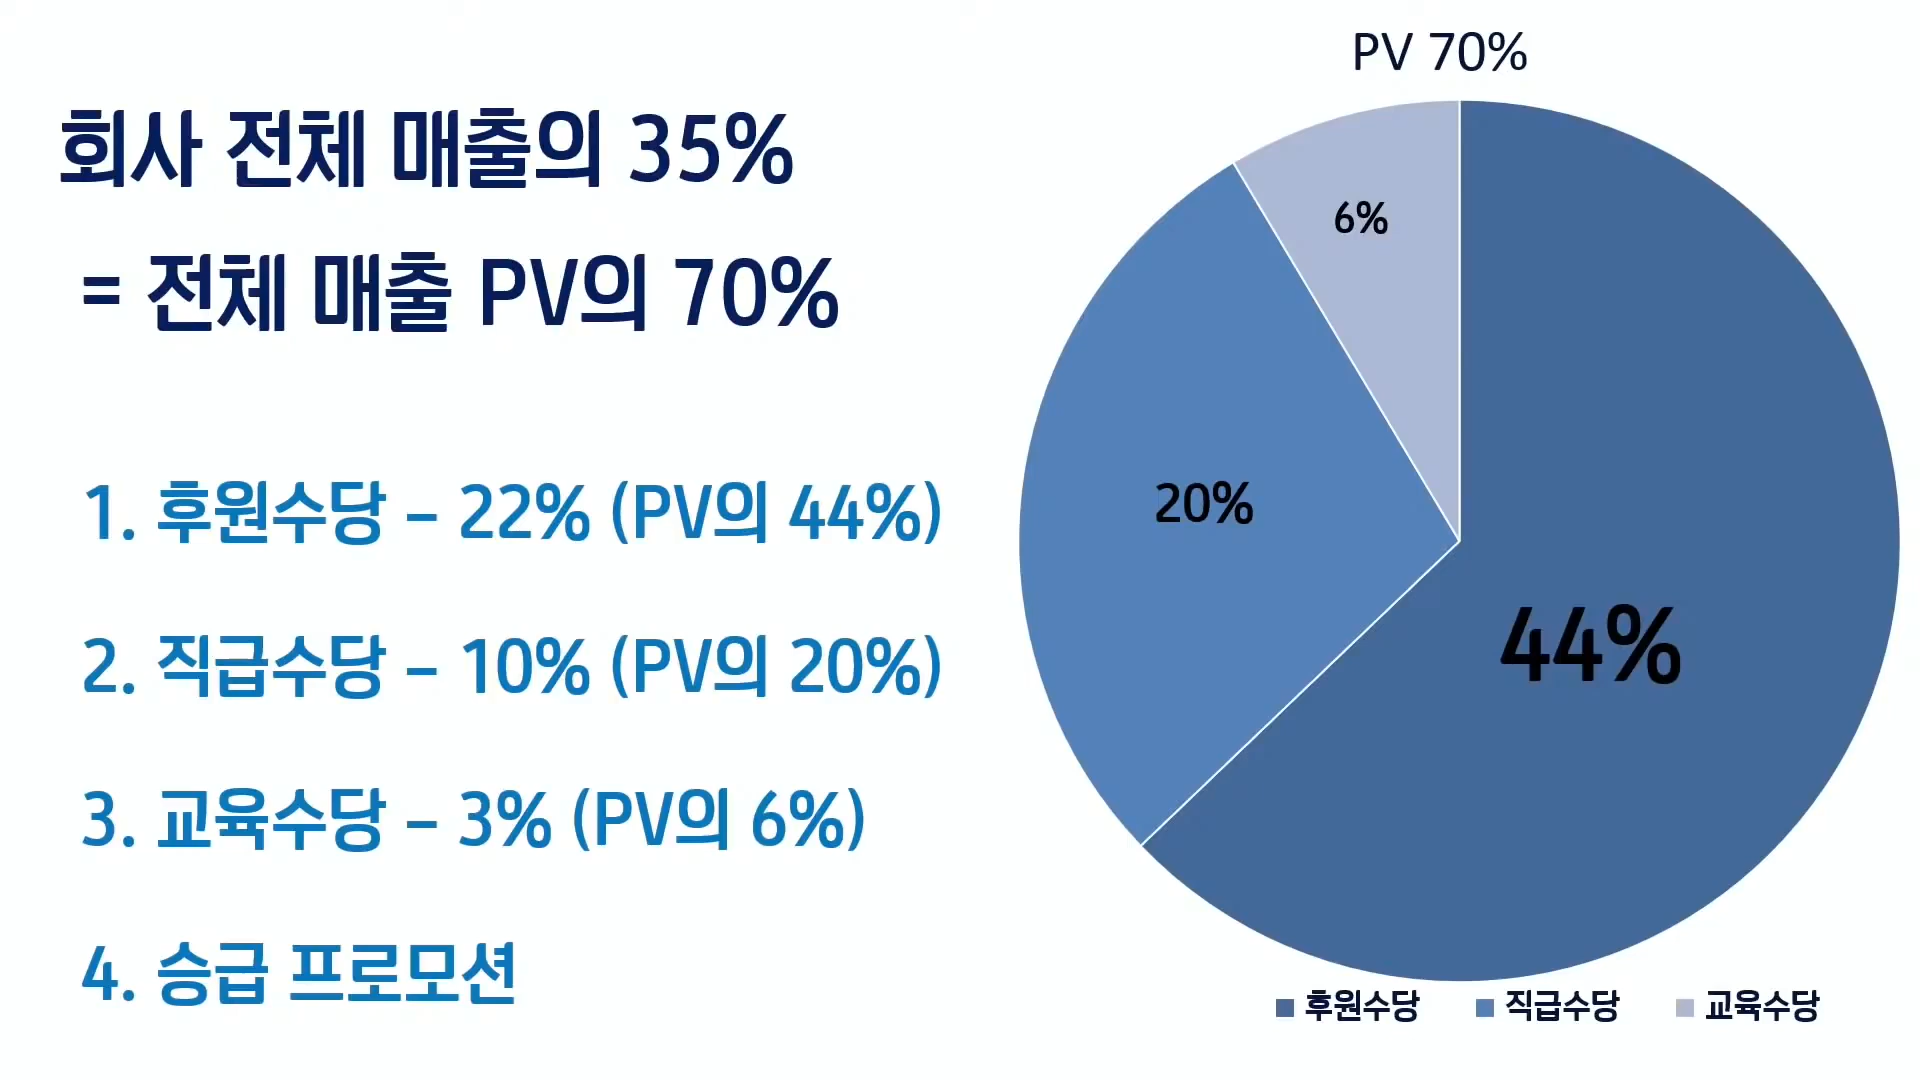 회사 전체 매출의 35%
= 전체 매출 PV의 70%
1. 후원수당 – 22% (PV의 44%)
2. 직급수당 – 10% (PV의 20%)
3. 교육수당 – 3% (PV의 6%)
4. 승급 프로모션
PV 70%
6%
20%
44%
후원수당 직급수당 교육수당